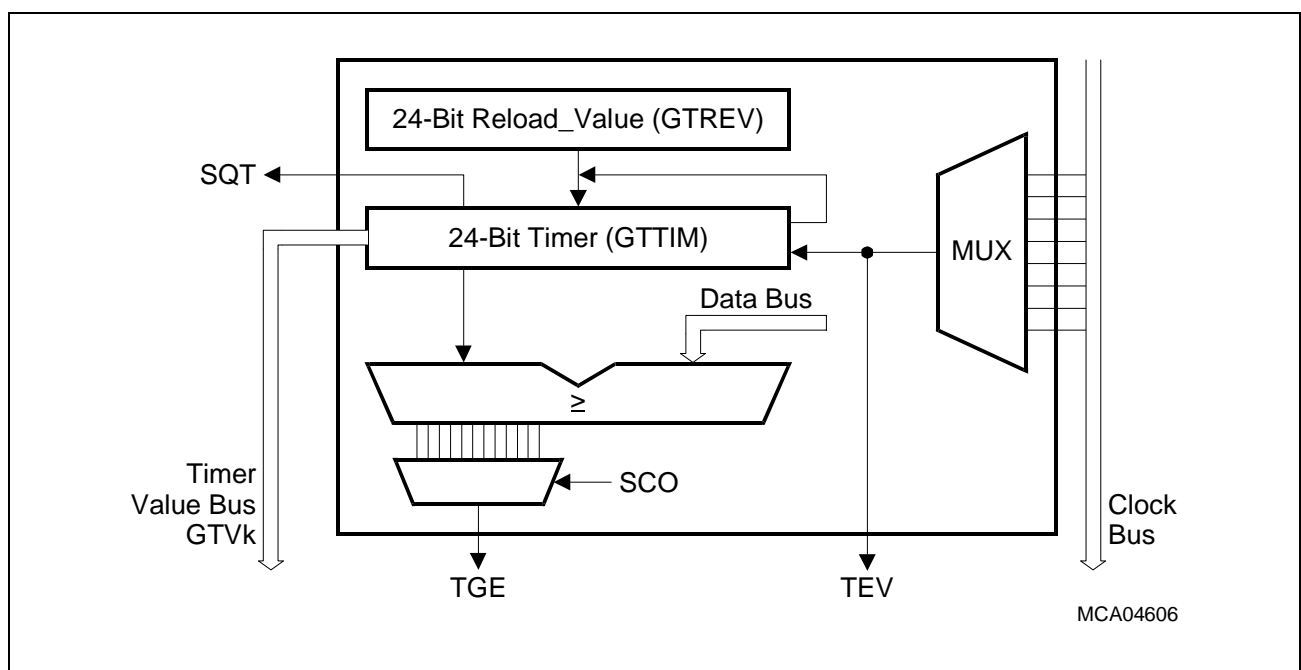 24-Bit Reload_Value (GTREV)
SQT
24-Bit Timer (GTTIM)
MUX
Data Bus
≥
SCO
Timer
Value Bus
GTVk
Clock
Bus
TGE
TEV
MCA04606